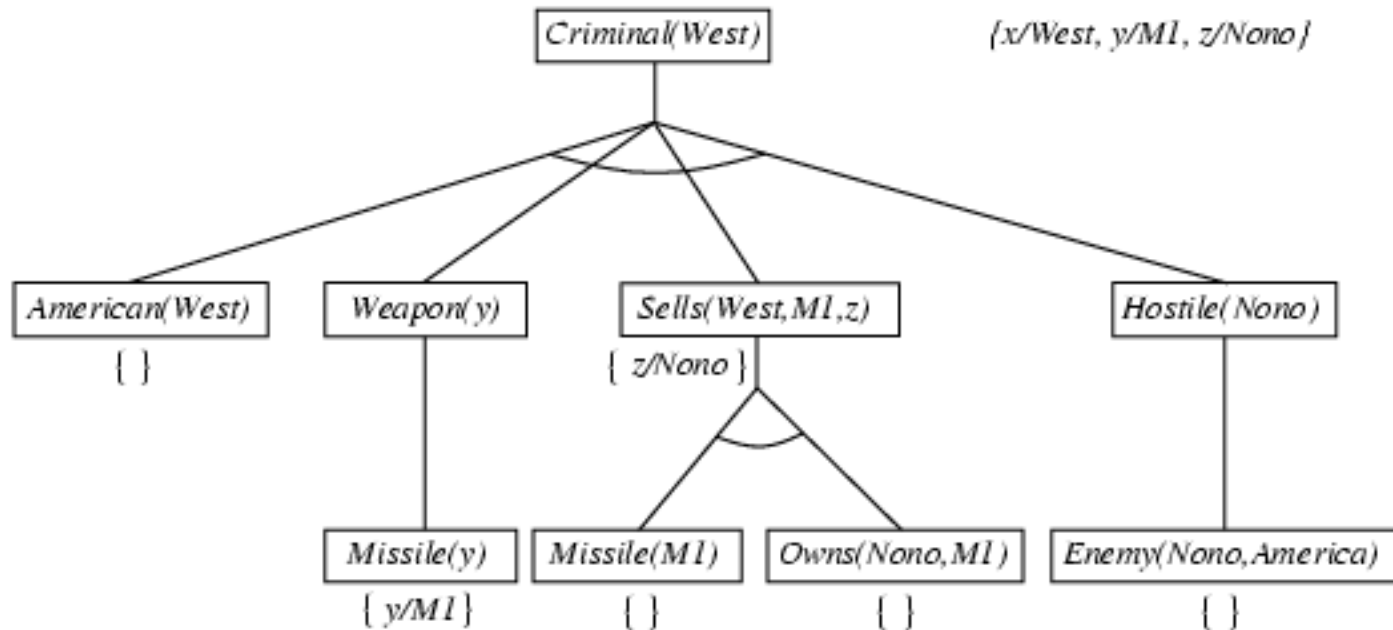 Criminal(West)
{x/West, y/M1, z/Nono}
American(West)
Weapon(y)
Sells(West,M1,z)
Hostile(Nono)
{ }
{ z/Nono }
Missile(y)
Missile(M1)
Owns(Nono,M1)
Enemy(Nono,America)
{ y/M1 }
{ }
{ }
{ }